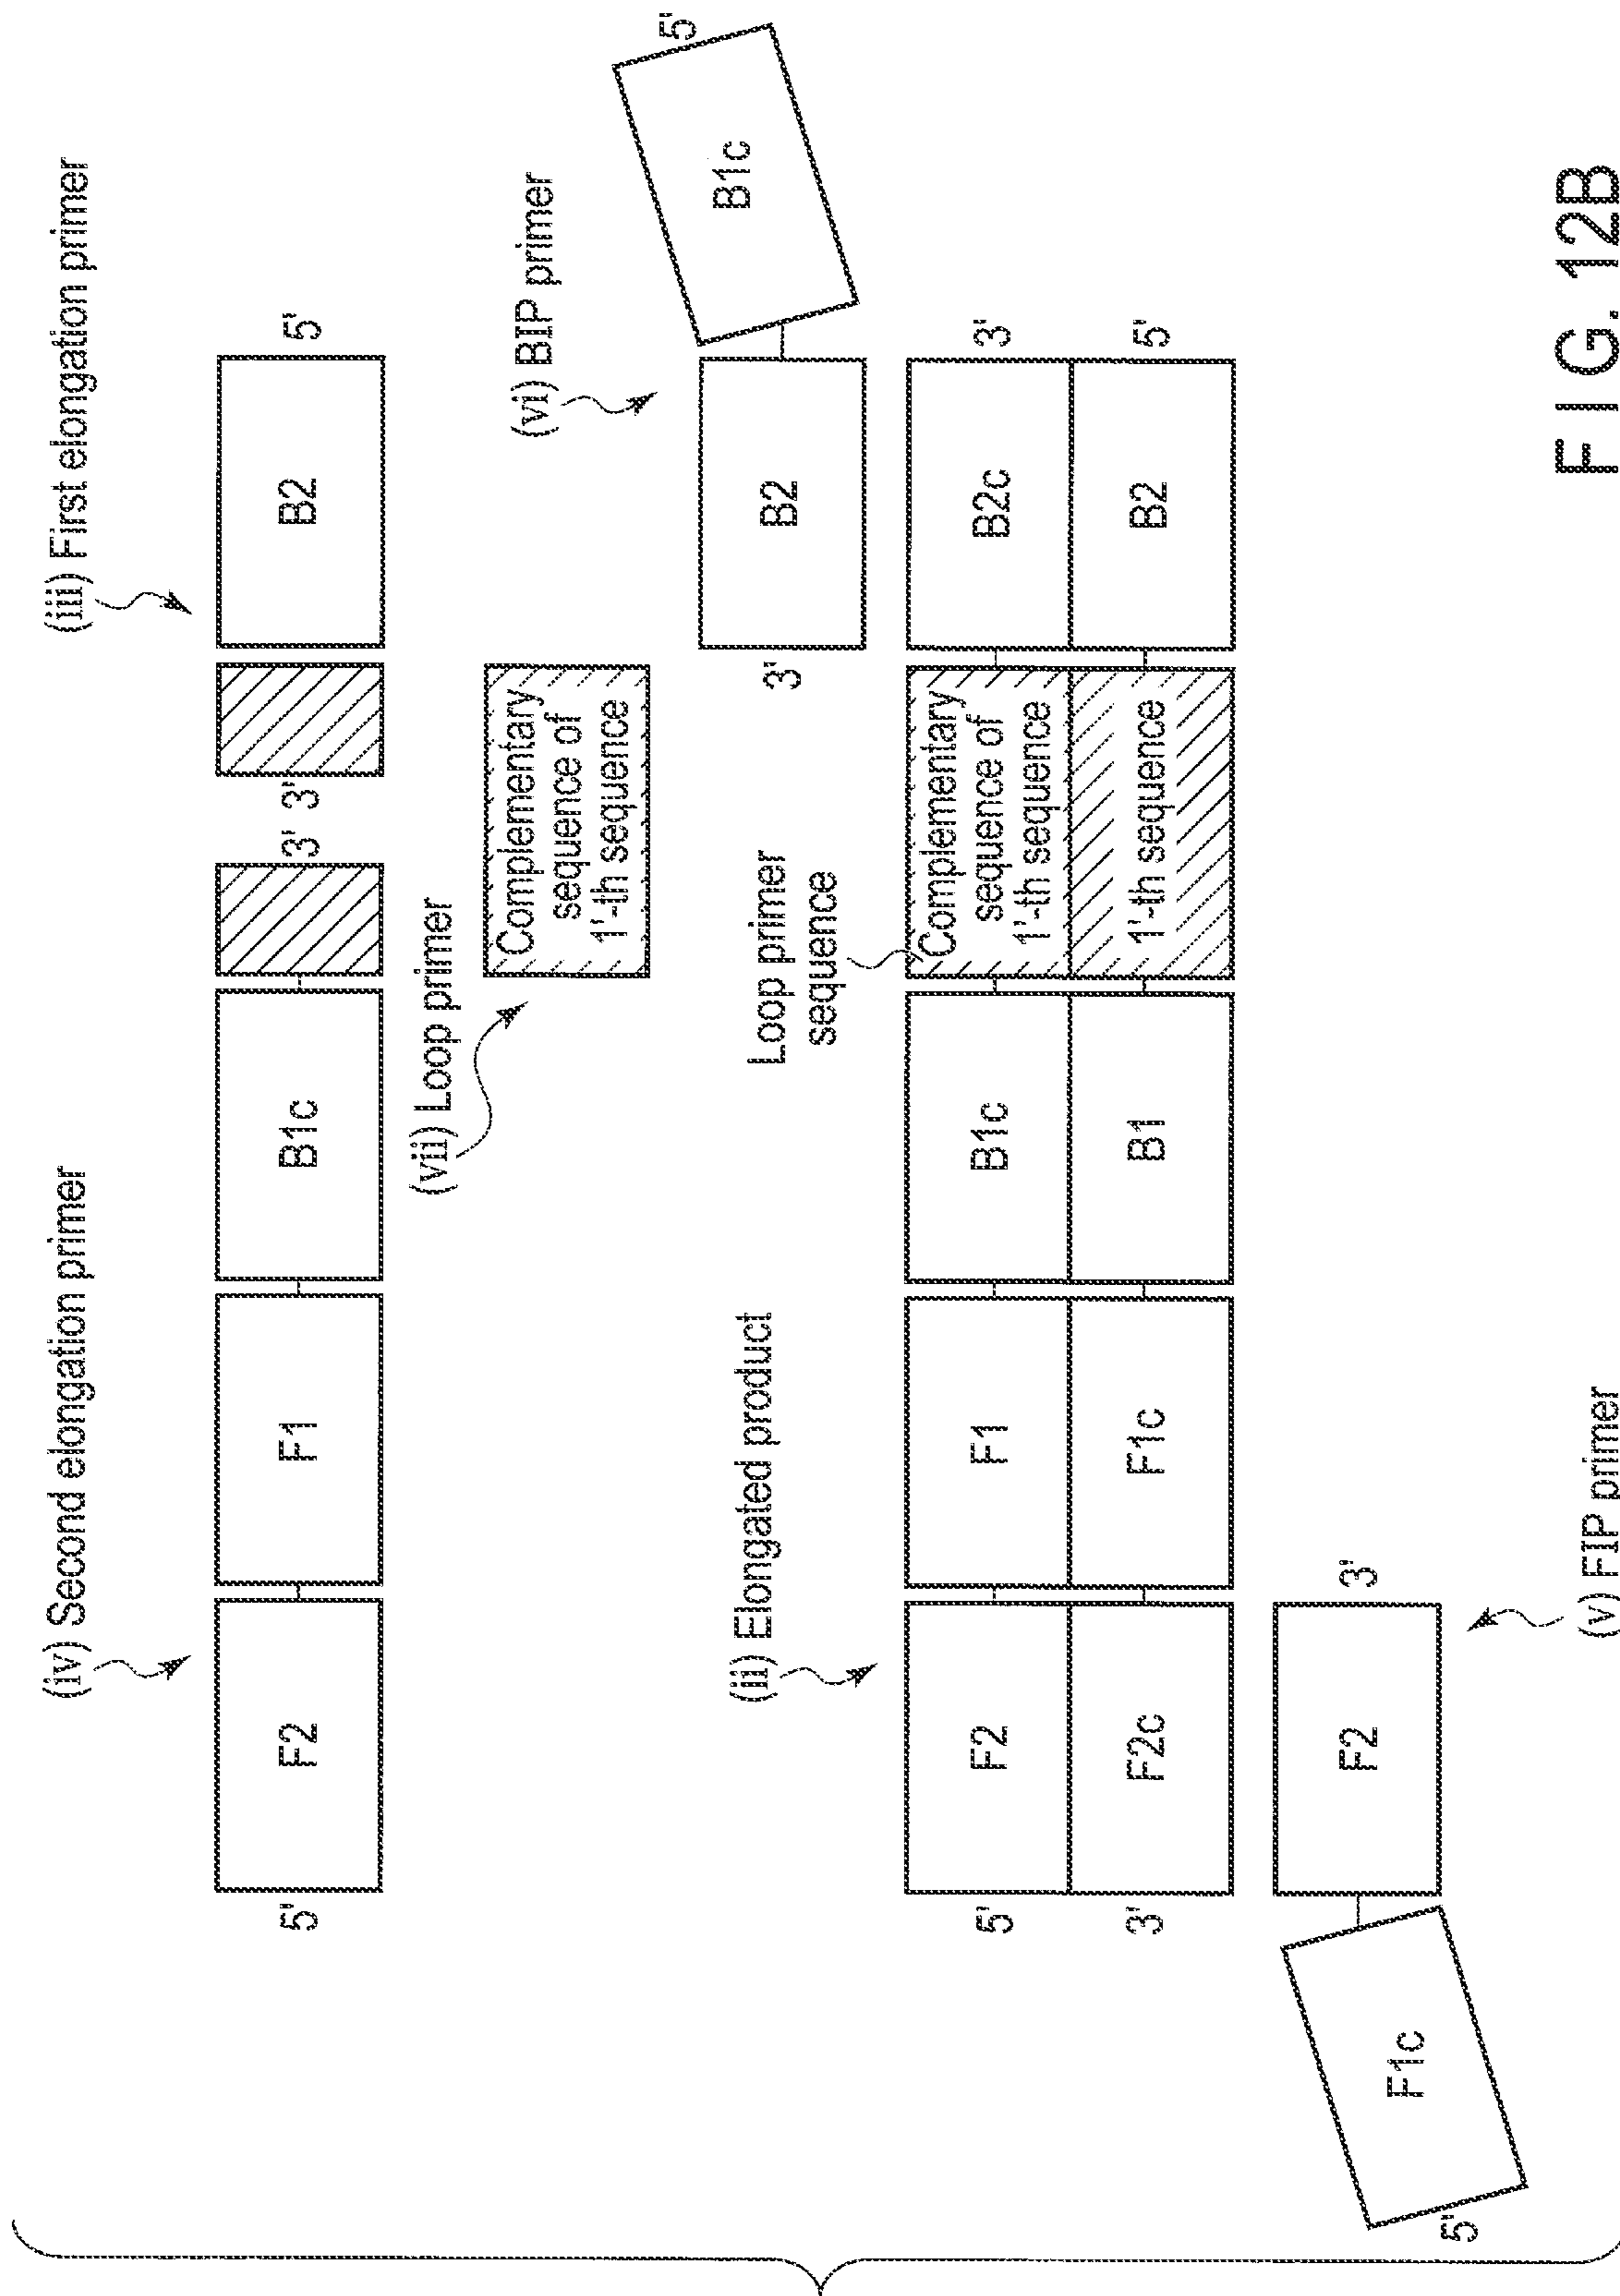 (iv) Second elongation primer
(iii) First elongation primer
5'
F2
F1
B1c
3'
3'
B2
5'
(vii) Loop primer
Complementary
sequence of
1'-th sequence
(vi) BIP primer
3'
B2
B1c
5'
(ii) Elongated product
Loop primer
sequence
5'
F2
F1
B1c
Complementary
sequence of
1'-th sequence
B2c
3'
3'
F2c
F1c
B1
1'-th sequence
B2
5'
5'
F1c
F2
3'
(v) FIP primer
FIG. 12B